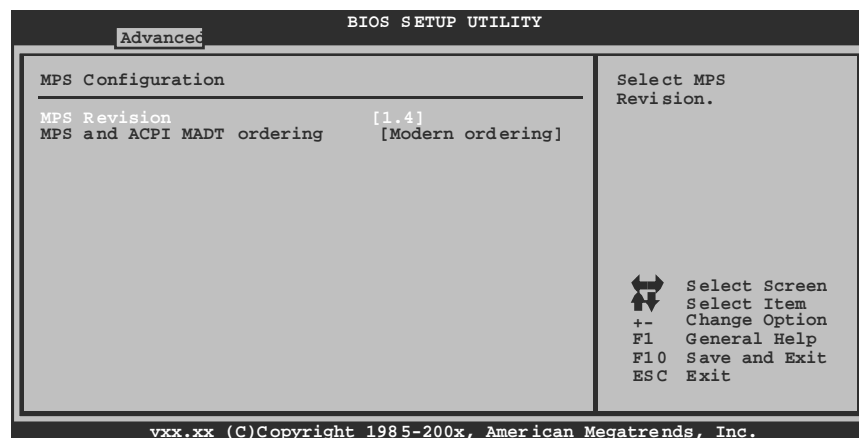 BIOS SETUP UTILITY
Advanced
MPS Configuration
MPS Revision [1.4]
MPS and ACPI MADT ordering [Modern ordering]
Select MPS
Revision.
Select Screen
Select Item
+- Change Option
F1 General Help
F10 Save and Exit
ESC Exit
vxx.xx (C)Copyright 1985-200x, American Megatrends, Inc.